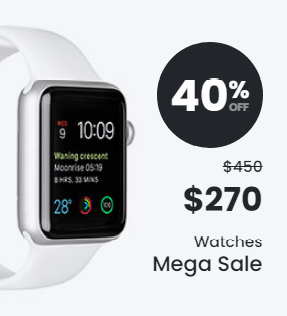 WED
9 10:09
Waning crescent
Moonrise 05:19
8 HRS, 33 MINS
28° 100
40%
OFF
$450
$270
Watches
Mega Sale